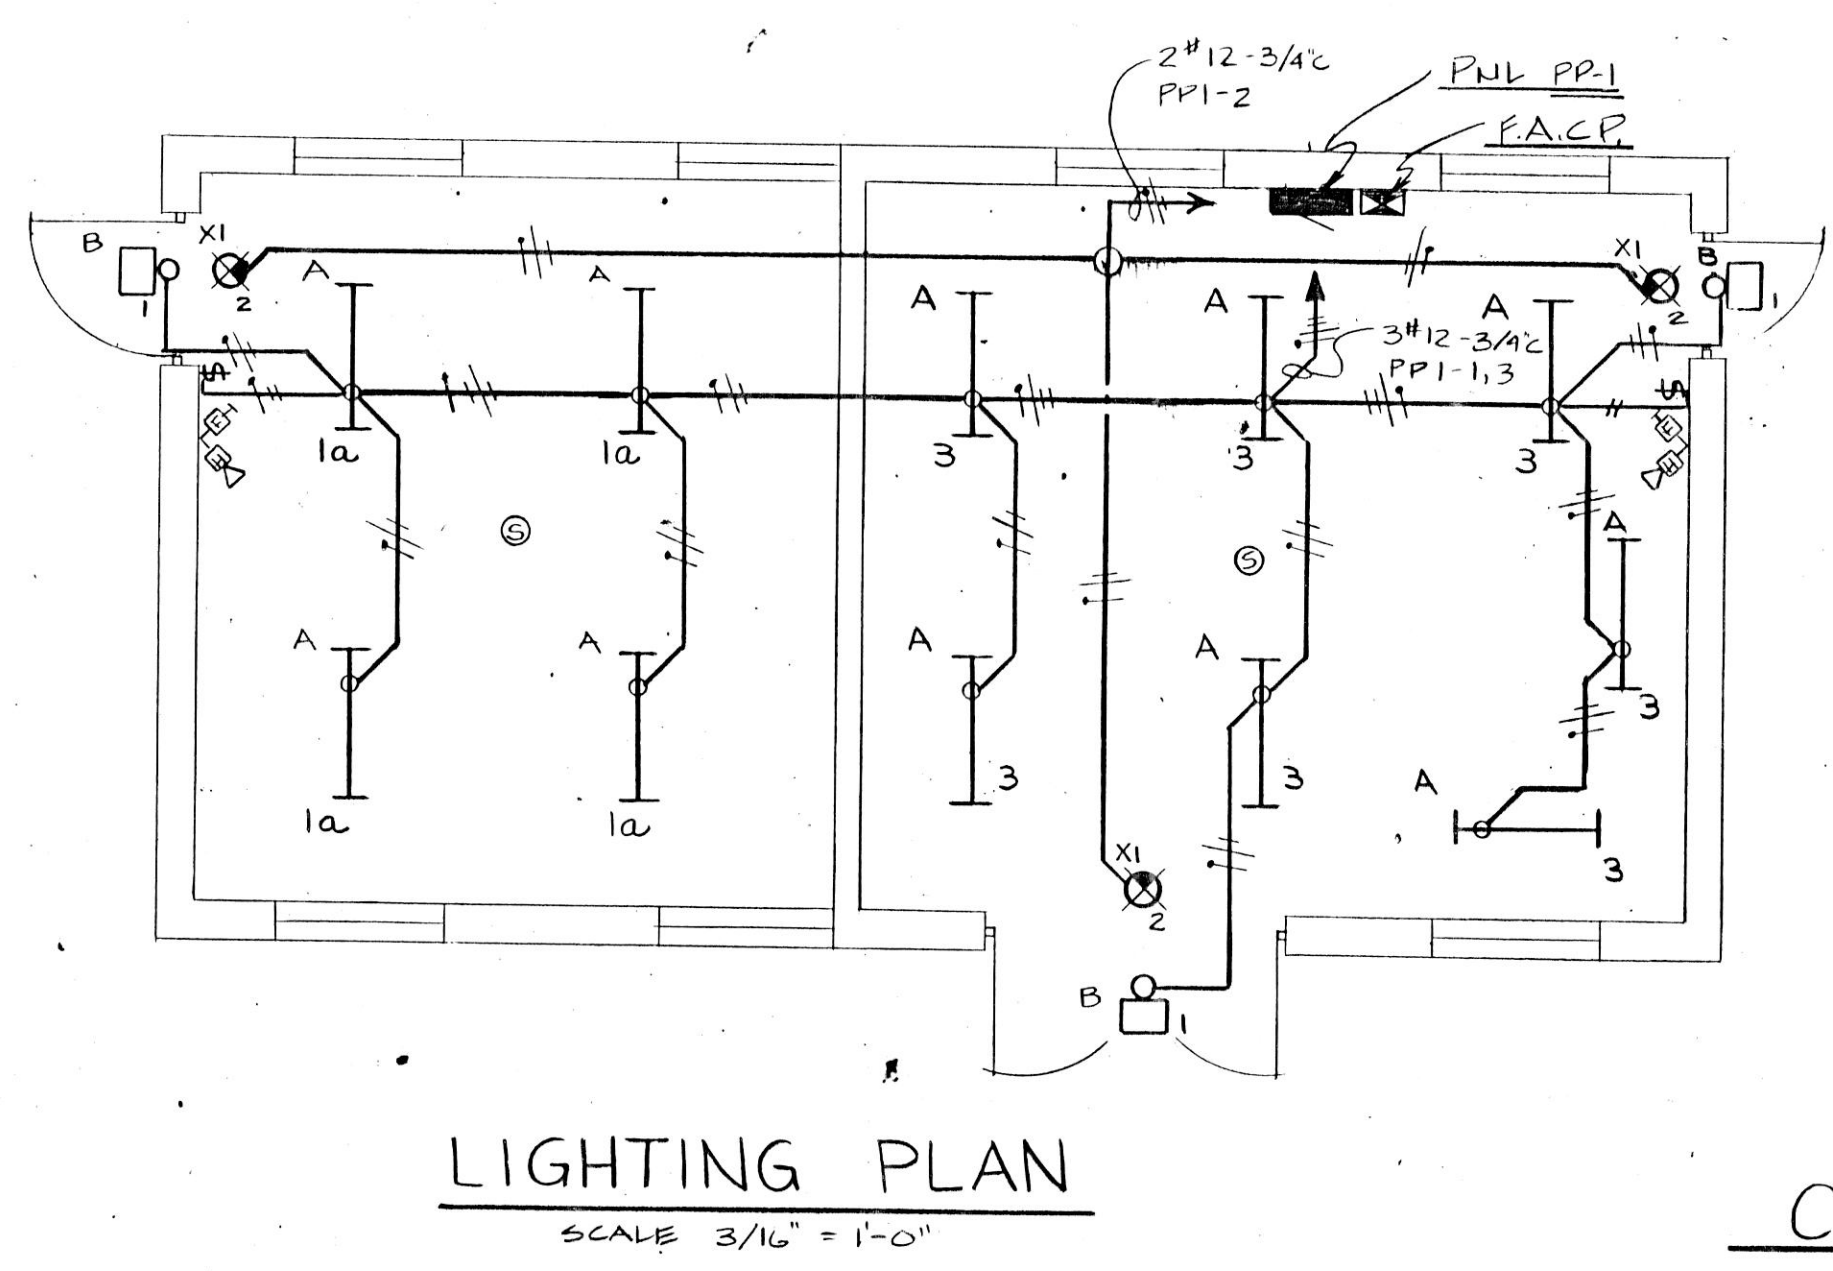 2#12-3/4"C
PP1-2
PNL PP-1
F.A.C.P.
B
1
X1
2
A
A
A
A
A
X1
2
B
1
3#12-3/4"C
PP1-1,3
S
F
H
1a
1a
3
3
3
S
F
H
S
S
A
3
A
A
A
A
1a
1a
3
3
A
3
X1
2
B
1
LIGHTING PLAN
SCALE 3/16" = 1'-0"
C